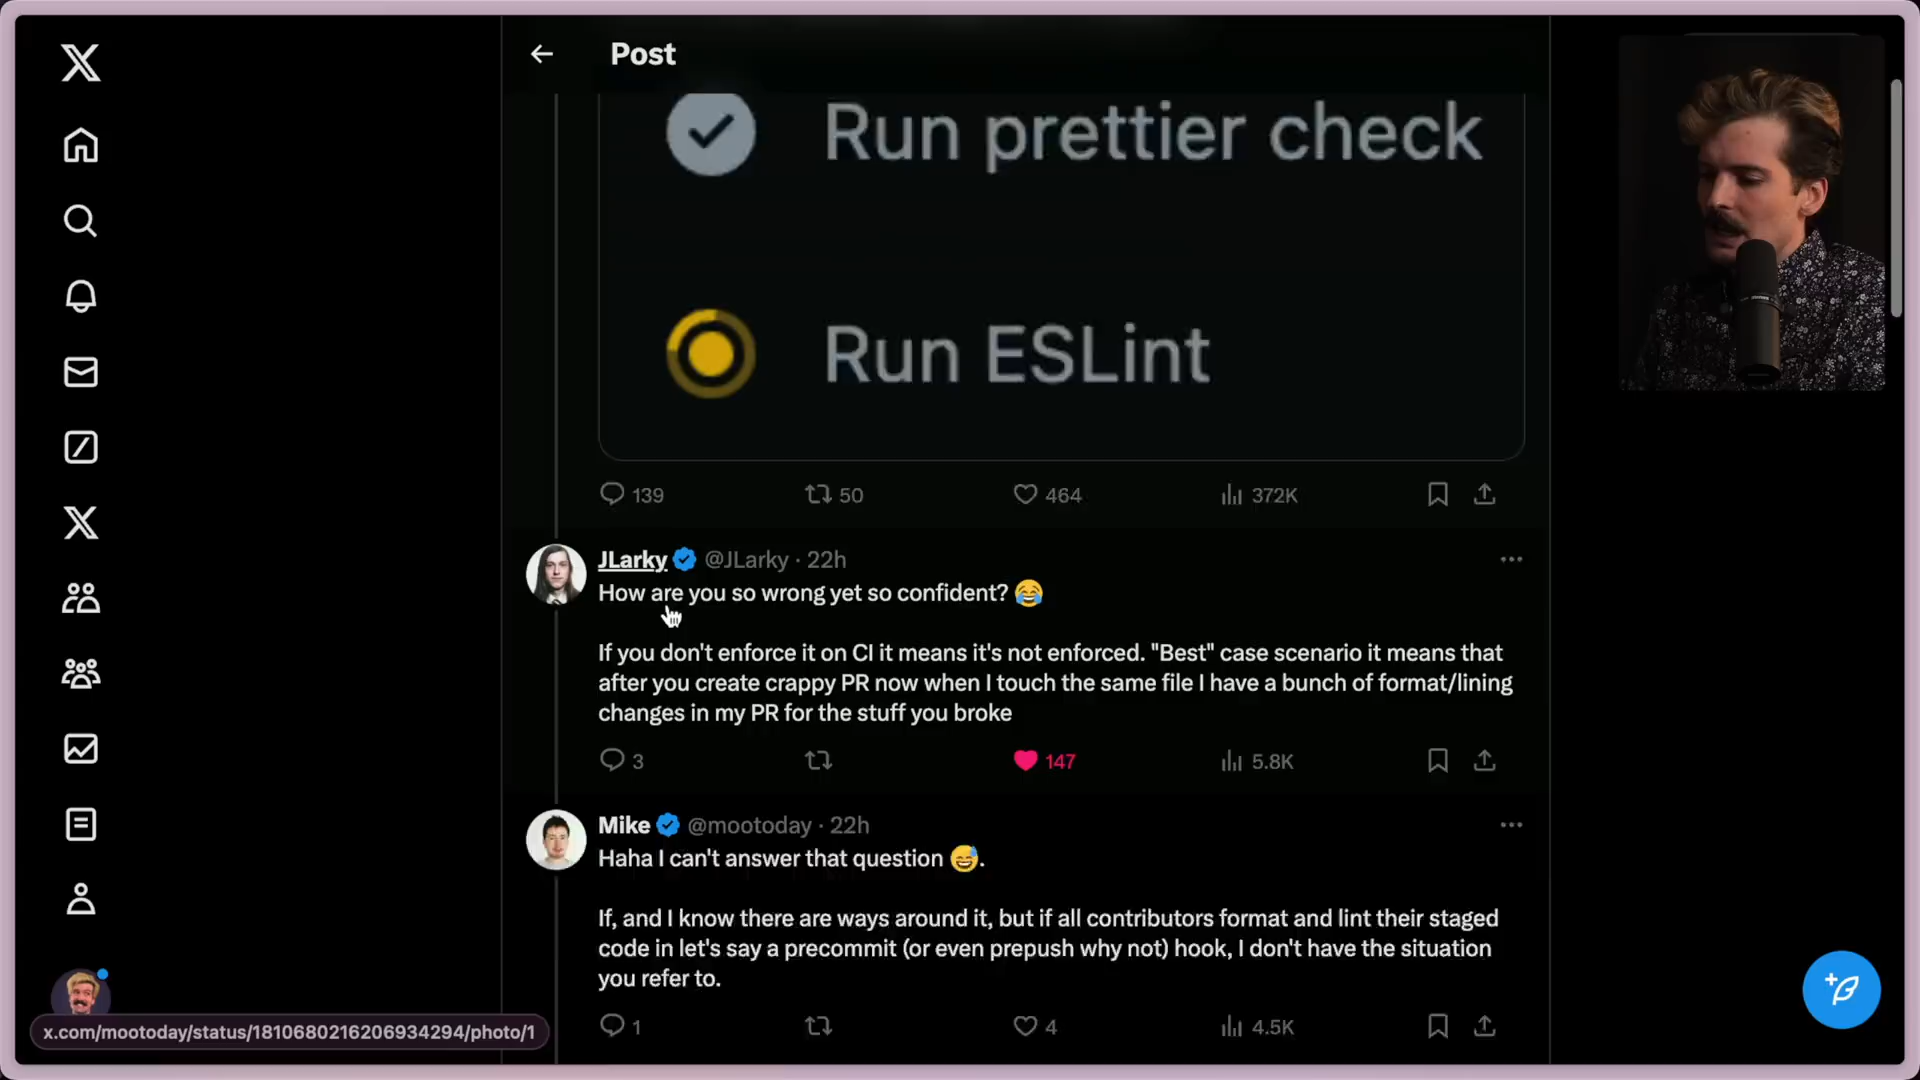 Post
Run prettier check
Run ESLint
139 50 464 372K
JLarky @JLarky · 22h
How are you so wrong yet so confident? 😂
If you don't enforce it on CI it means it's not enforced. "Best" case scenario it means that
after you create crappy PR now when I touch the same file I have a bunch of format/lining
changes in my PR for the stuff you broke
3 147 5.8K
Mike @mootoday · 22h
Haha I can't answer that question 😅.
If, and I know there are ways around it, but if all contributors format and lint their staged
code in let's say a precommit (or even prepush why not) hook, I don't have the situation
you refer to.
1 4 4.5K
x.com/mootoday/status/1810680216206934294/photo/1